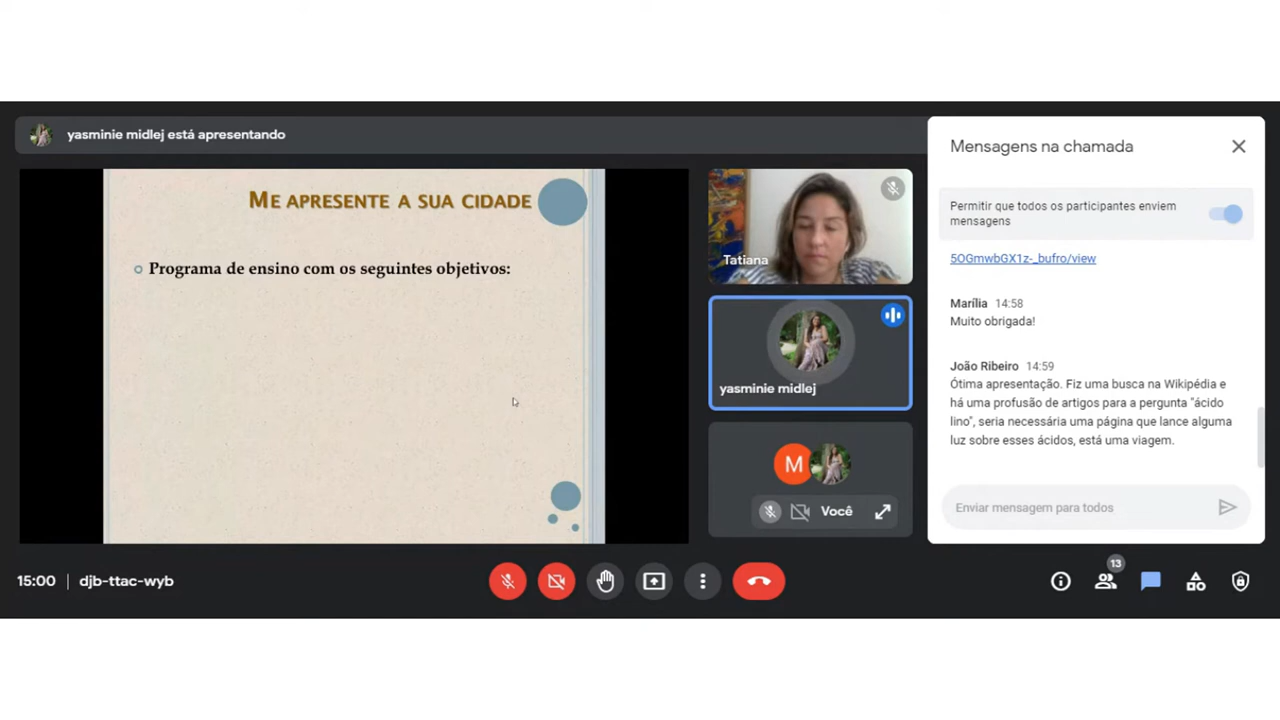 yasminie midlej está apresentando
ME APRESENTE A SUA CIDADE
Programa de ensino com os seguintes objetivos:
Tatiana
yasminie midlej
M
Você
15:00 | djb-ttac-wyb
Mensagens na chamada
Permitir que todos os participantes enviem
mensagens
5OGmwbGX1z-_bufro/view
Marília 14:58
Muito obrigada!
João Ribeiro 14:59
Ótima apresentação. Fiz uma busca na Wikipédia e
há uma profusão de artigos para a pergunta "ácido
lino", seria necessária uma página que lance alguma
luz sobre esses ácidos, está uma viagem.
Enviar mensagem para todos
13